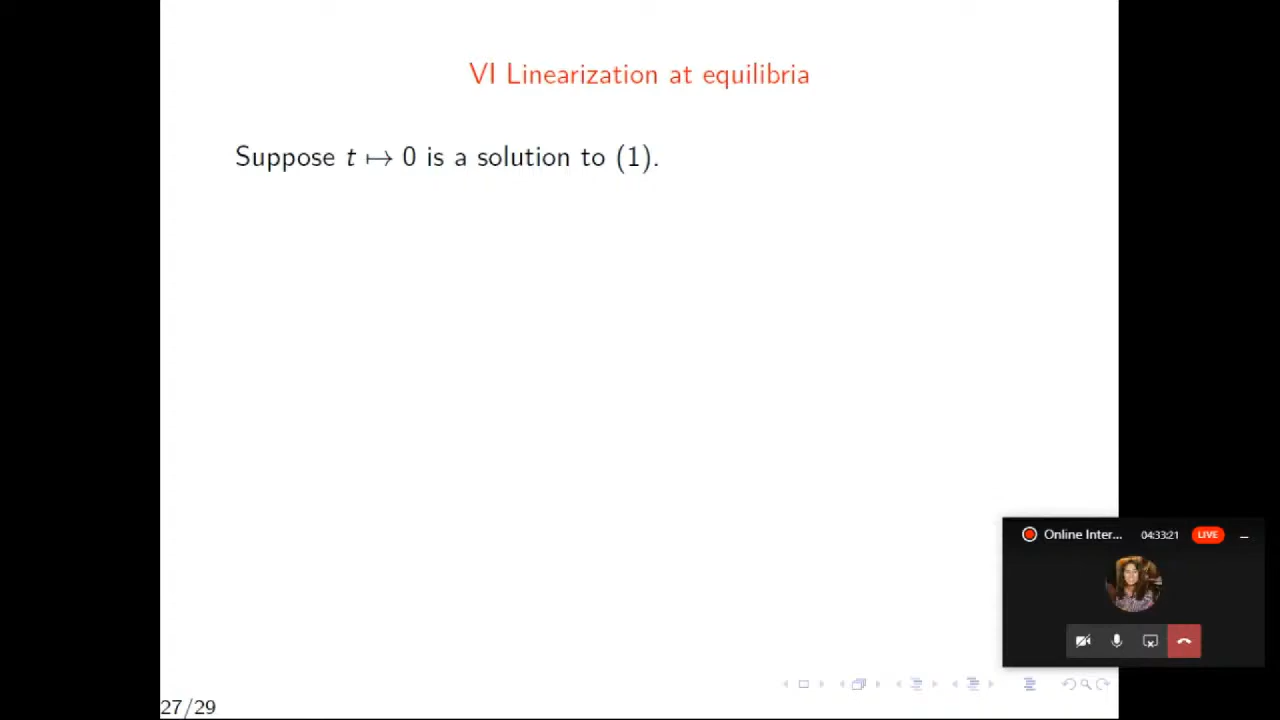 VI Linearization at equilibria
Suppose t ↦ 0 is a solution to (1).
Online Inter... 04:33:21 LIVE
27/29